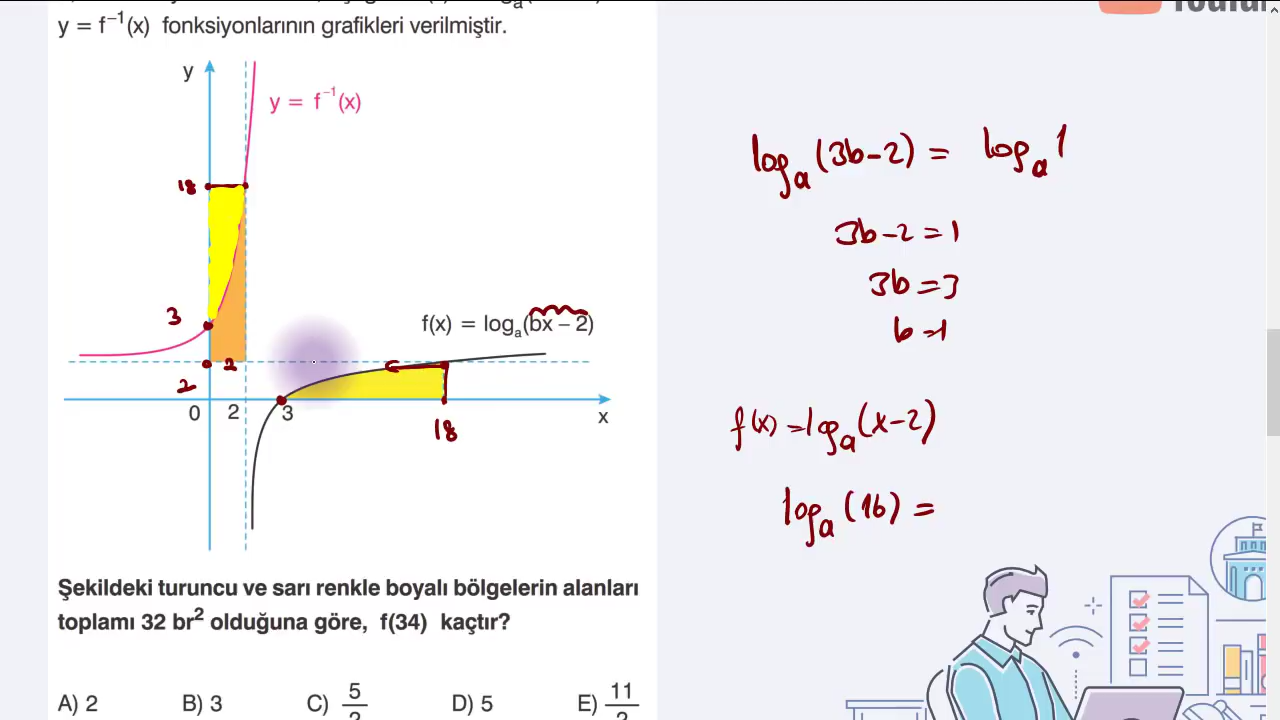 y = f⁻¹(x) fonksiyonlarının grafikleri verilmiştir.
y
y = f⁻¹(x)
18
3
2
2
f(x) = logₐ(bx – 2)
0
2
3
x
18
logₐ(3b-2) = logₐ1
3b-2 = 1
3b = 3
b=1
f(x) = logₐ(x-2)
logₐ(16) =
Şekildeki turuncu ve sarı renkle boyalı bölgelerin alanları
toplamı 32 br² olduğuna göre, f(34) kaçtır?
A) 2 B) 3 C) 5/2 D) 5 E) 11/2